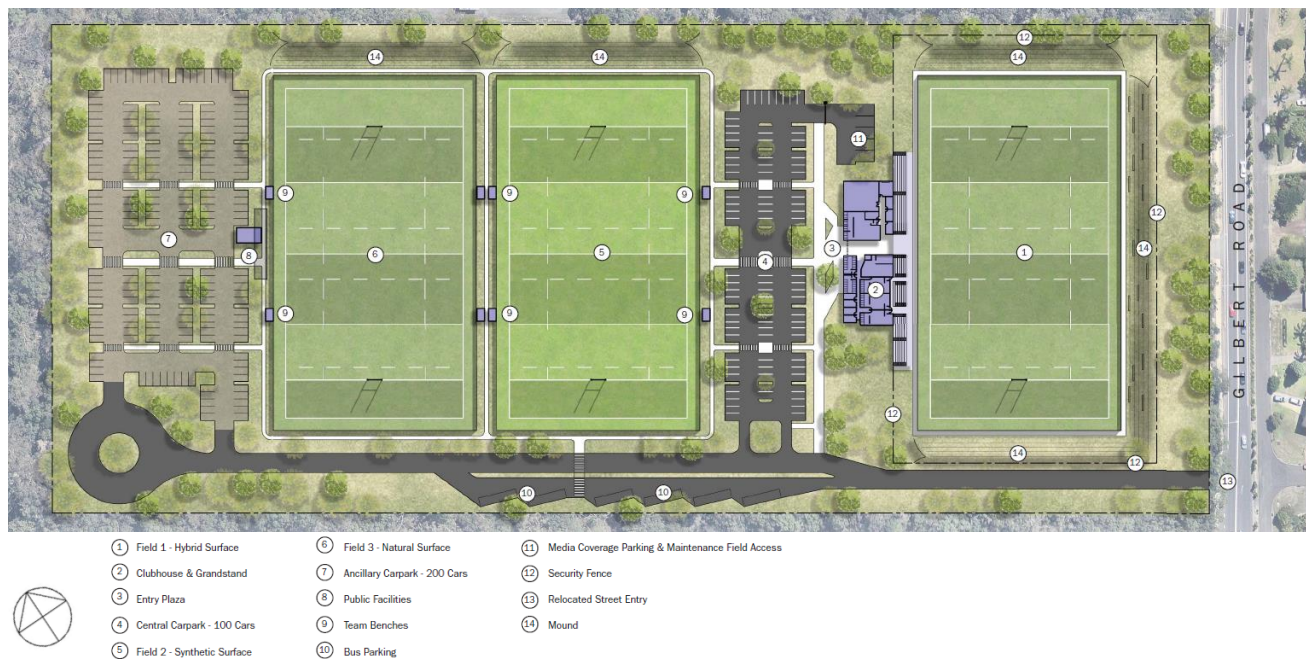 12
14
14
14
11
9
9
9
12
7
8
6
5
4
3
1
14
2
9
9
9
12
14
12
13
10
10
GILBERT ROAD
1 Field 1 - Hybrid Surface
2 Clubhouse & Grandstand
3 Entry Plaza
4 Central Carpark - 100 Cars
5 Field 2 - Synthetic Surface
6 Field 3 - Natural Surface
7 Ancillary Carpark - 200 Cars
8 Public Facilities
9 Team Benches
10 Bus Parking
11 Media Coverage Parking & Maintenance Field Access
12 Security Fence
13 Relocated Street Entry
14 Mound